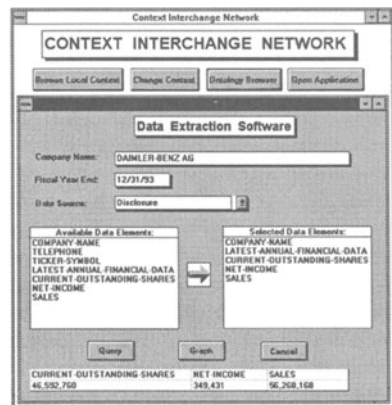 Context Interchange Network
CONTEXT INTERCHANGE NETWORK
Browse Local Context
Change Context
Ontology Browser
Open Application
Data Extraction Software
Company Name:
DAIMLER-BENZ AG
Fiscal Year End:
12/31/93
Data Source:
Disclosure
Available Data Elements:
COMPANY-NAME
TELEPHONE
TICKER-SYMBOL
LATEST-ANNUAL-FINANCIAL-DATA
CURRENT-OUTSTANDING-SHARES
NET-INCOME
SALES
Selected Data Elements:
COMPANY-NAME
LATEST-ANNUAL-FINANCIAL-DATA
CURRENT-OUTSTANDING-SHARES
NET-INCOME
SALES
Query
Graph
Cancel
CURRENT-OUTSTANDING-SHARES NET-INCOME SALES
46,592,760 349,431 56,268,168